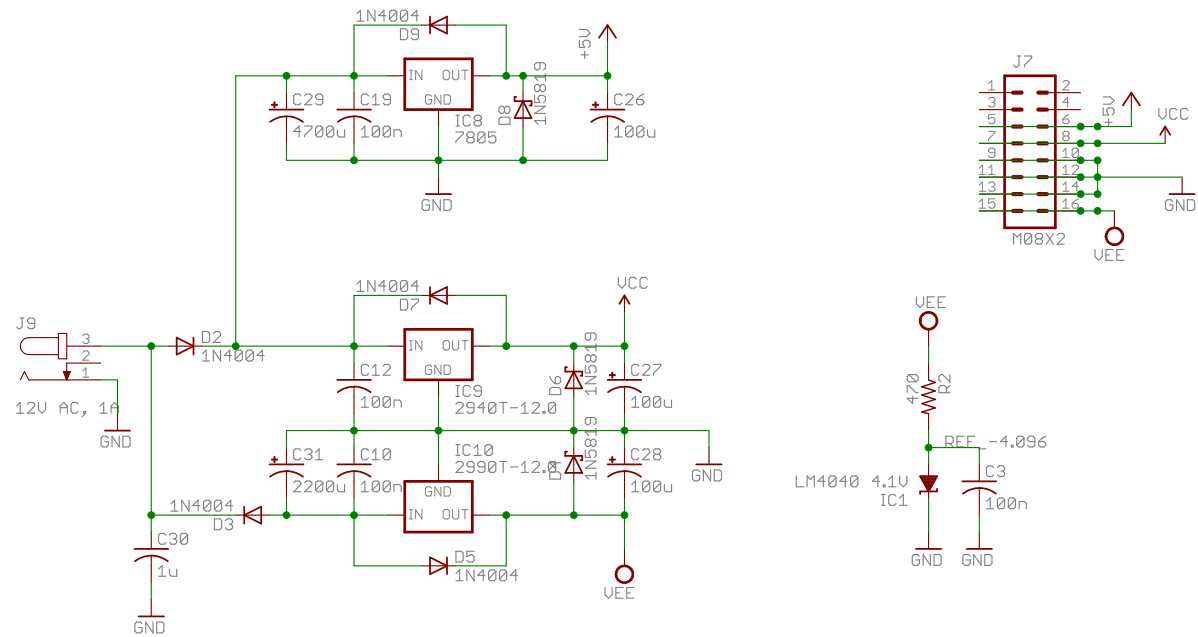 1N4004
D9
+5V
IN OUT
GND
C29
4700u
C19
100n
IC8
7805
D8
1N5819
C26
100u
GND
J7
1 2
3 4
5 6
7 8
9 10
11 12
13 14
15 16
M08X2
+5V
VCC
GND
VEE
J9
3
2
1
12V AC, 1A
GND
D2
1N4004
1N4004
D7
VCC
IN OUT
GND
C12
100n
IC9
2940T-12.0
D6
1N5819
C27
100u
GND
C31
2200u
C10
100n
IC10
2990T-12.0
1N5819
C28
100u
GND
IN OUT
1N4004
D3
D5
1N4004
VEE
C30
1u
GND
VEE
470
R2
REF_-4.096
LM4040 4.1V
IC1
C3
100n
GND
GND